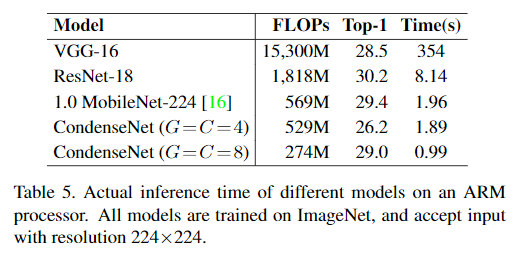 Model FLOPs Top-1 Time(s)
VGG-16 15,300M 28.5 354
ResNet-18 1,818M 30.2 8.14
1.0 MobileNet-224 [16] 569M 29.4 1.96
CondenseNet (G=C=4) 529M 26.2 1.89
CondenseNet (G=C=8) 274M 29.0 0.99
Table 5. Actual inference time of different models on an ARM
processor. All models are trained on ImageNet, and accept input
with resolution 224×224.